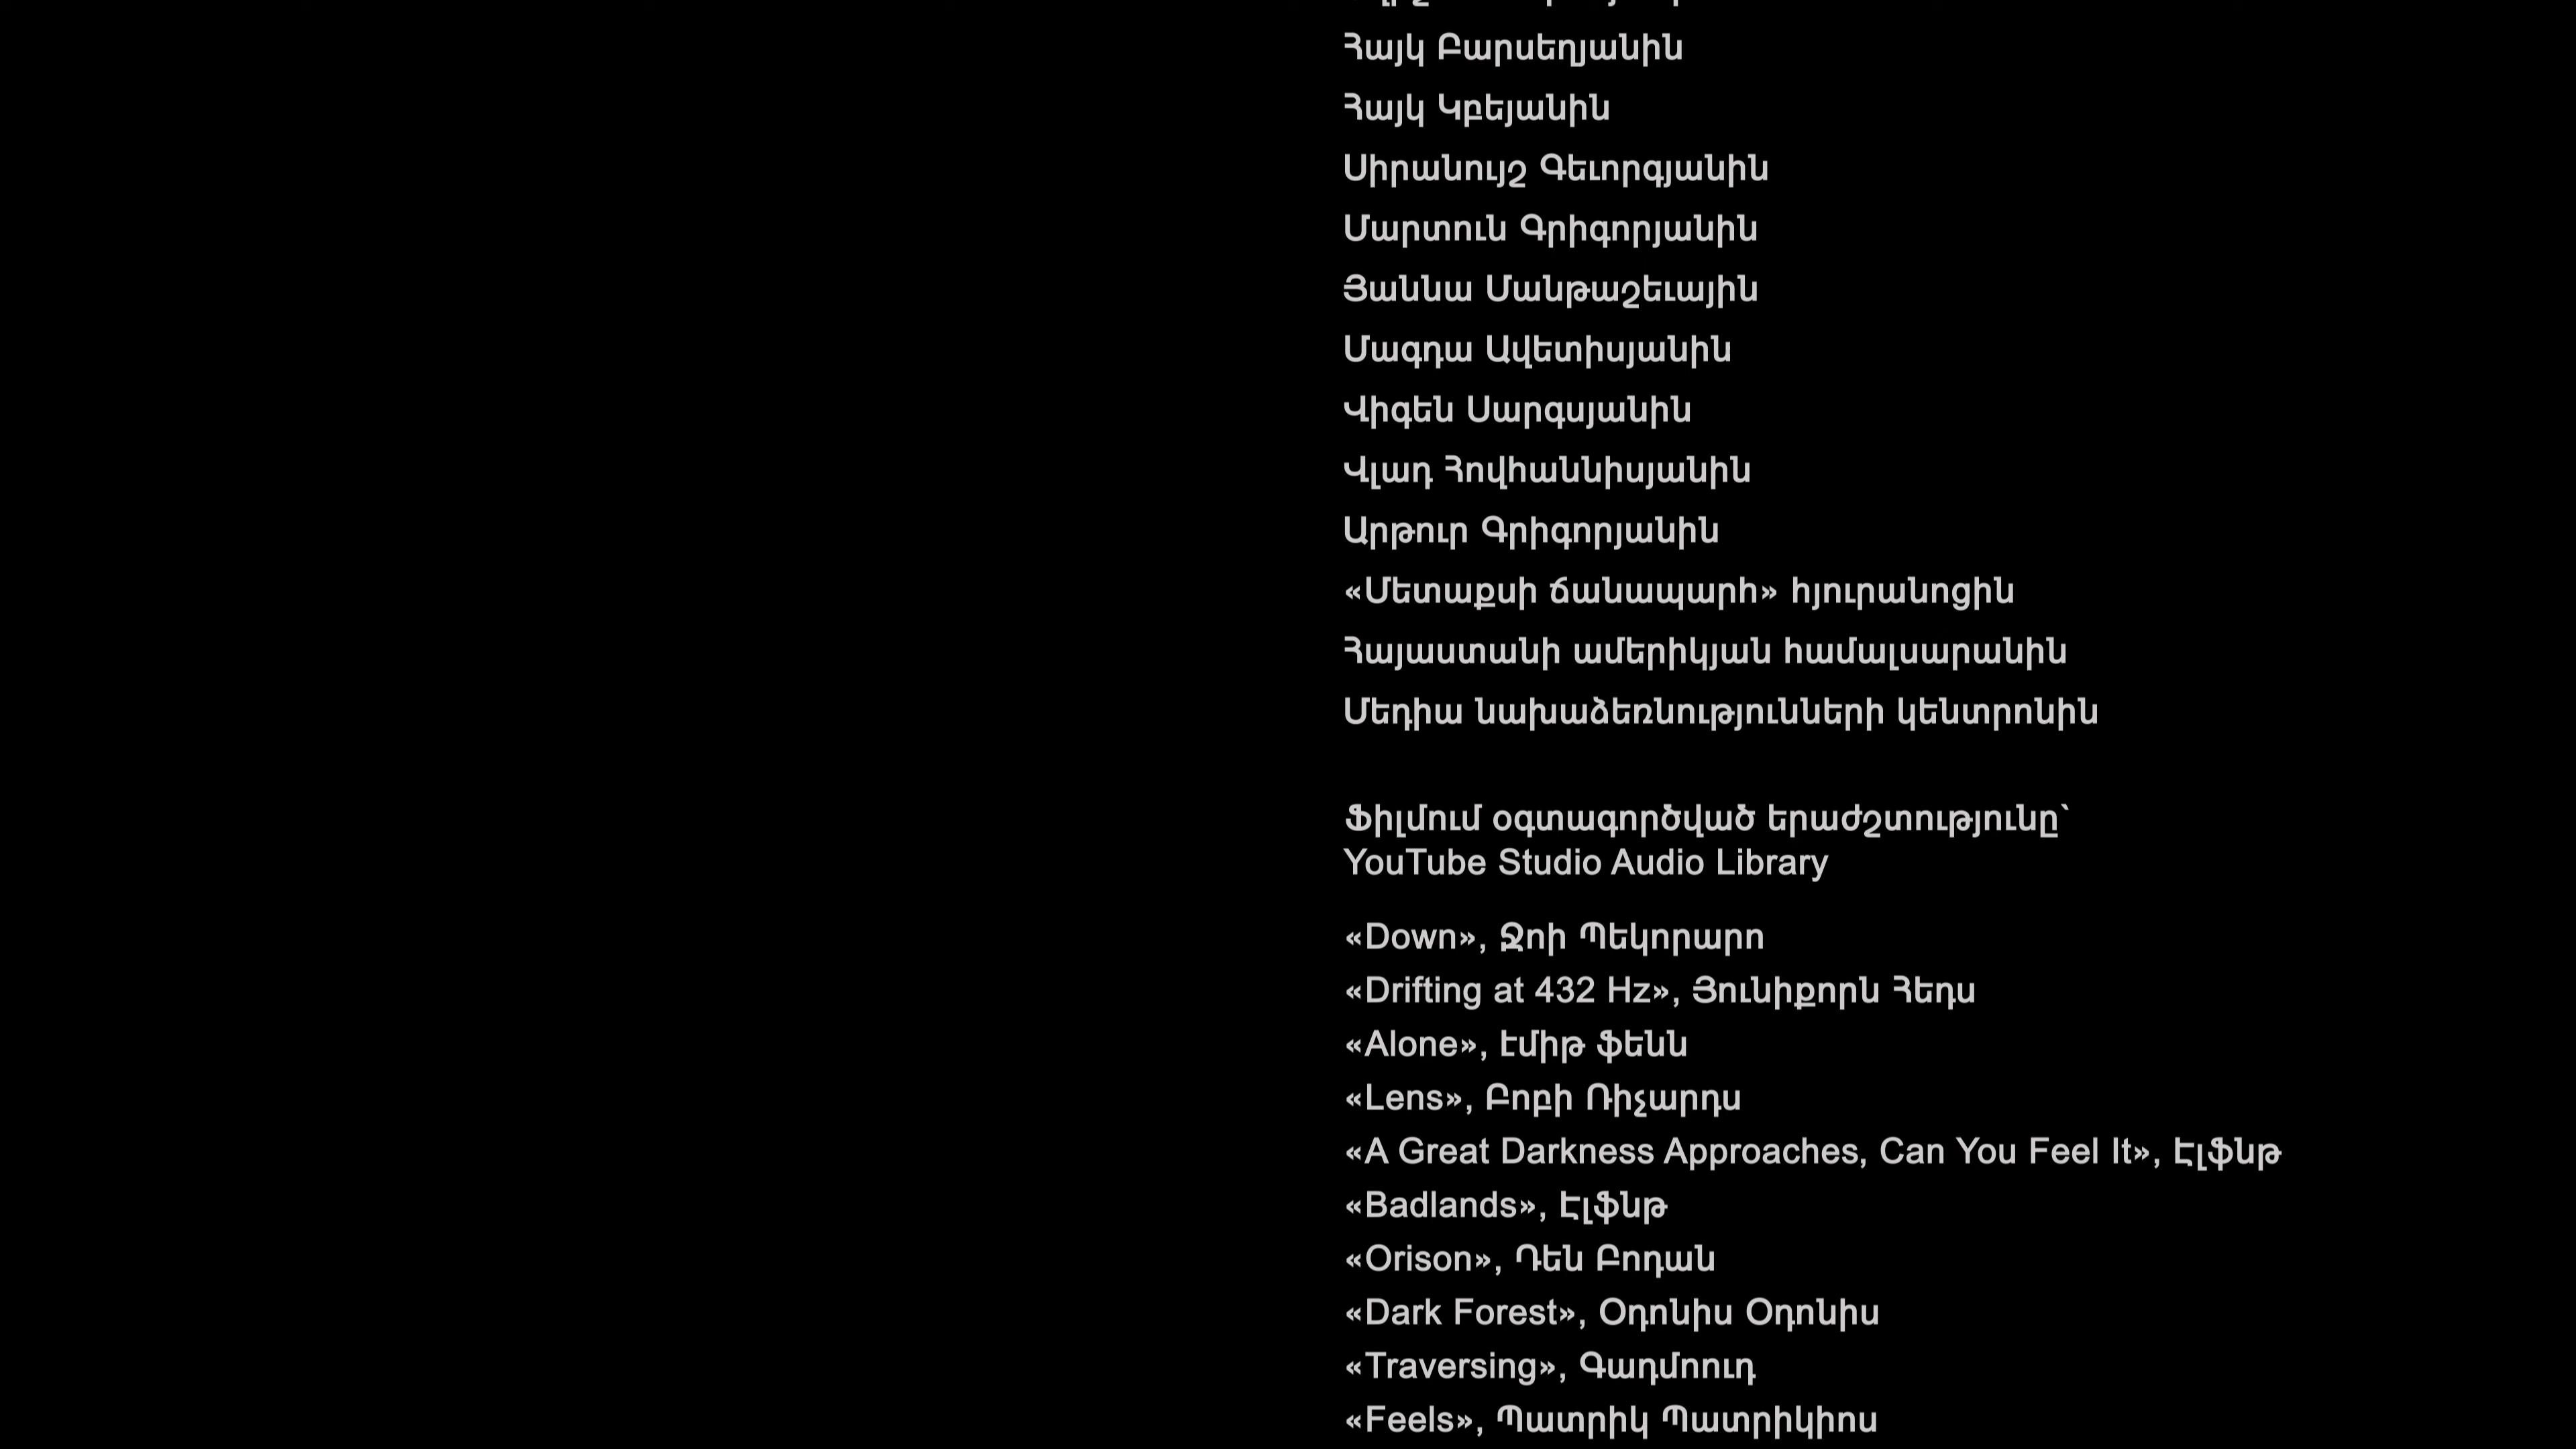 Հայկ Բարսեղյանին
Հայկ Կբեյանին
Սիրանույշ Գեւորգյանին
Մարտուն Գրիգորյանին
Յաննա Մանթաշեւային
Մագդա Ավետիսյանին
Վիգեն Սարգսյանին
Վլադ Հովհաննիսյանին
Արթուր Գրիգորյանին
«Մետաքսի ճանապարհ» հյուրանոցին
Հայաստանի ամերիկյան համալսարանին
Մեդիա նախաձեռնությունների կենտրոնին
Ֆիլմում օգտագործված երաժշտությունը՝
YouTube Studio Audio Library
«Down», Ջոի Պեկորարո
«Drifting at 432 Hz», Յունիքորն Հեդս
«Alone», էմիթ ֆենն
«Lens», Բոբի Ռիչարդս
«A Great Darkness Approaches, Can You Feel It», Էլֆնթ
«Badlands», Էլֆնթ
«Orison», Դեն Բոդան
«Dark Forest», Օդոնիս Օդոնիս
«Traversing», Գադմոուդ
«Feels», Պատրիկ Պատրիկիոս